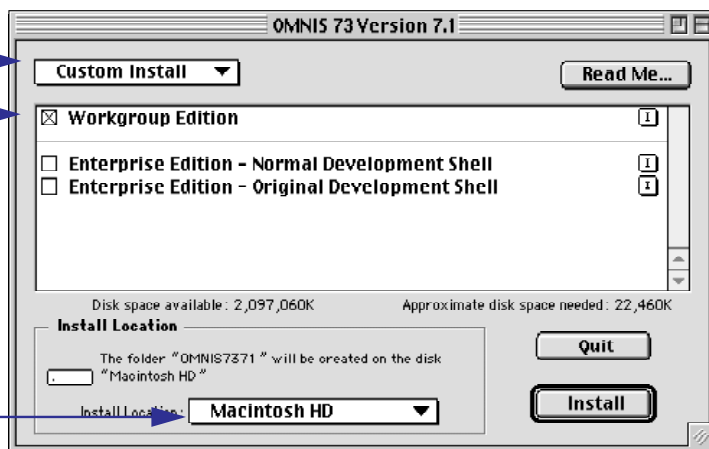 OMNIS 7³ Version 7.1
Custom Install
Read Me...
Workgroup Edition
I
Enterprise Edition - Normal Development Shell
I
Enterprise Edition - Original Development Shell
I
Disk space available: 2,097,060K
Approximate disk space needed: 22,460K
Install Location
The folder "OMNIS7371" will be created on the disk
"Macintosh HD"
Install Location:
Macintosh HD
Quit
Install